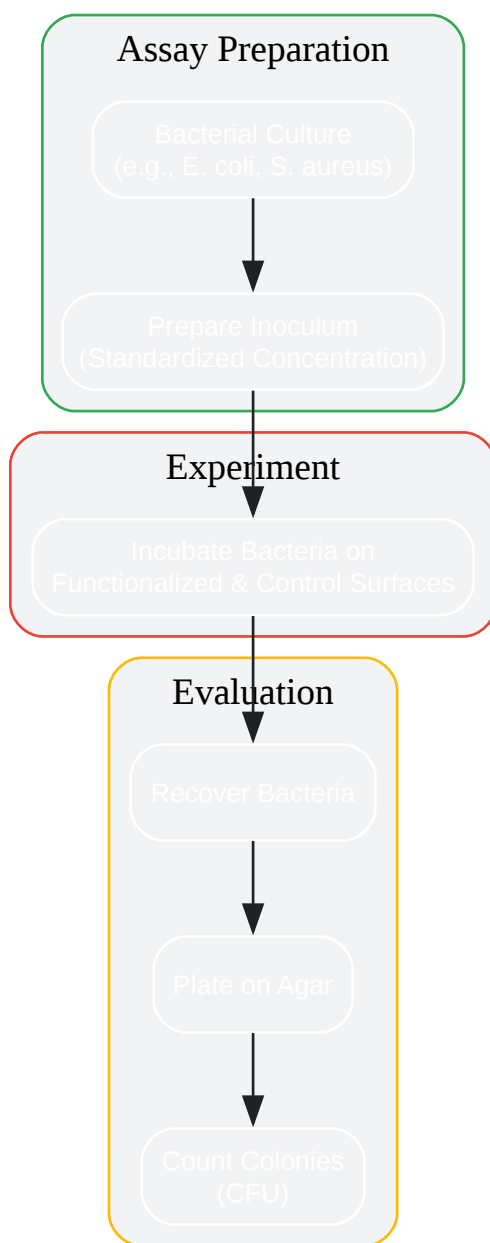 Assay Preparation
Bacterial Culture
(e.g., E. coli, S. aureus)
Prepare Inoculum
(Standardized Concentration)
Experiment
Incubate Bacteria on
Functionalized & Control Surfaces
Evaluation
Recover Bacteria
Plate on Agar
Count Colonies
(CFU)